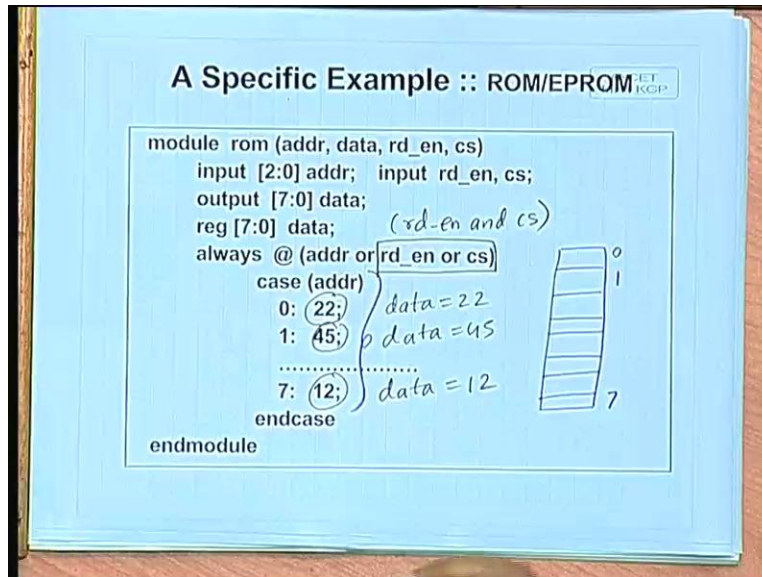 A Specific Example :: ROM/EPROM
CET
KGP
module rom (addr, data, rd_en, cs)
input [2:0] addr; input rd_en, cs;
output [7:0] data;
reg [7:0] data; (rd-en and cs)
always @ (addr or rd_en or cs)
case (addr)
0: 22; data = 22
1: 45; data = 45
.......................
7: 12; data = 12
endcase
endmodule
0
1
7